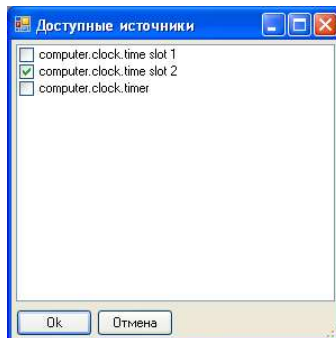 Доступные источники
computer.clock.time slot 1
computer.clock.time slot 2
computer.clock.timer
Ok Отмена